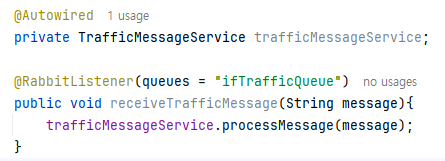 @Autowired 1 usage
private TrafficMessageService trafficMessageService;
@RabbitListener(queues = "ifTrafficQueue") no usages
public void receiveTrafficMessage(String message){
    trafficMessageService.processMessage(message);
}